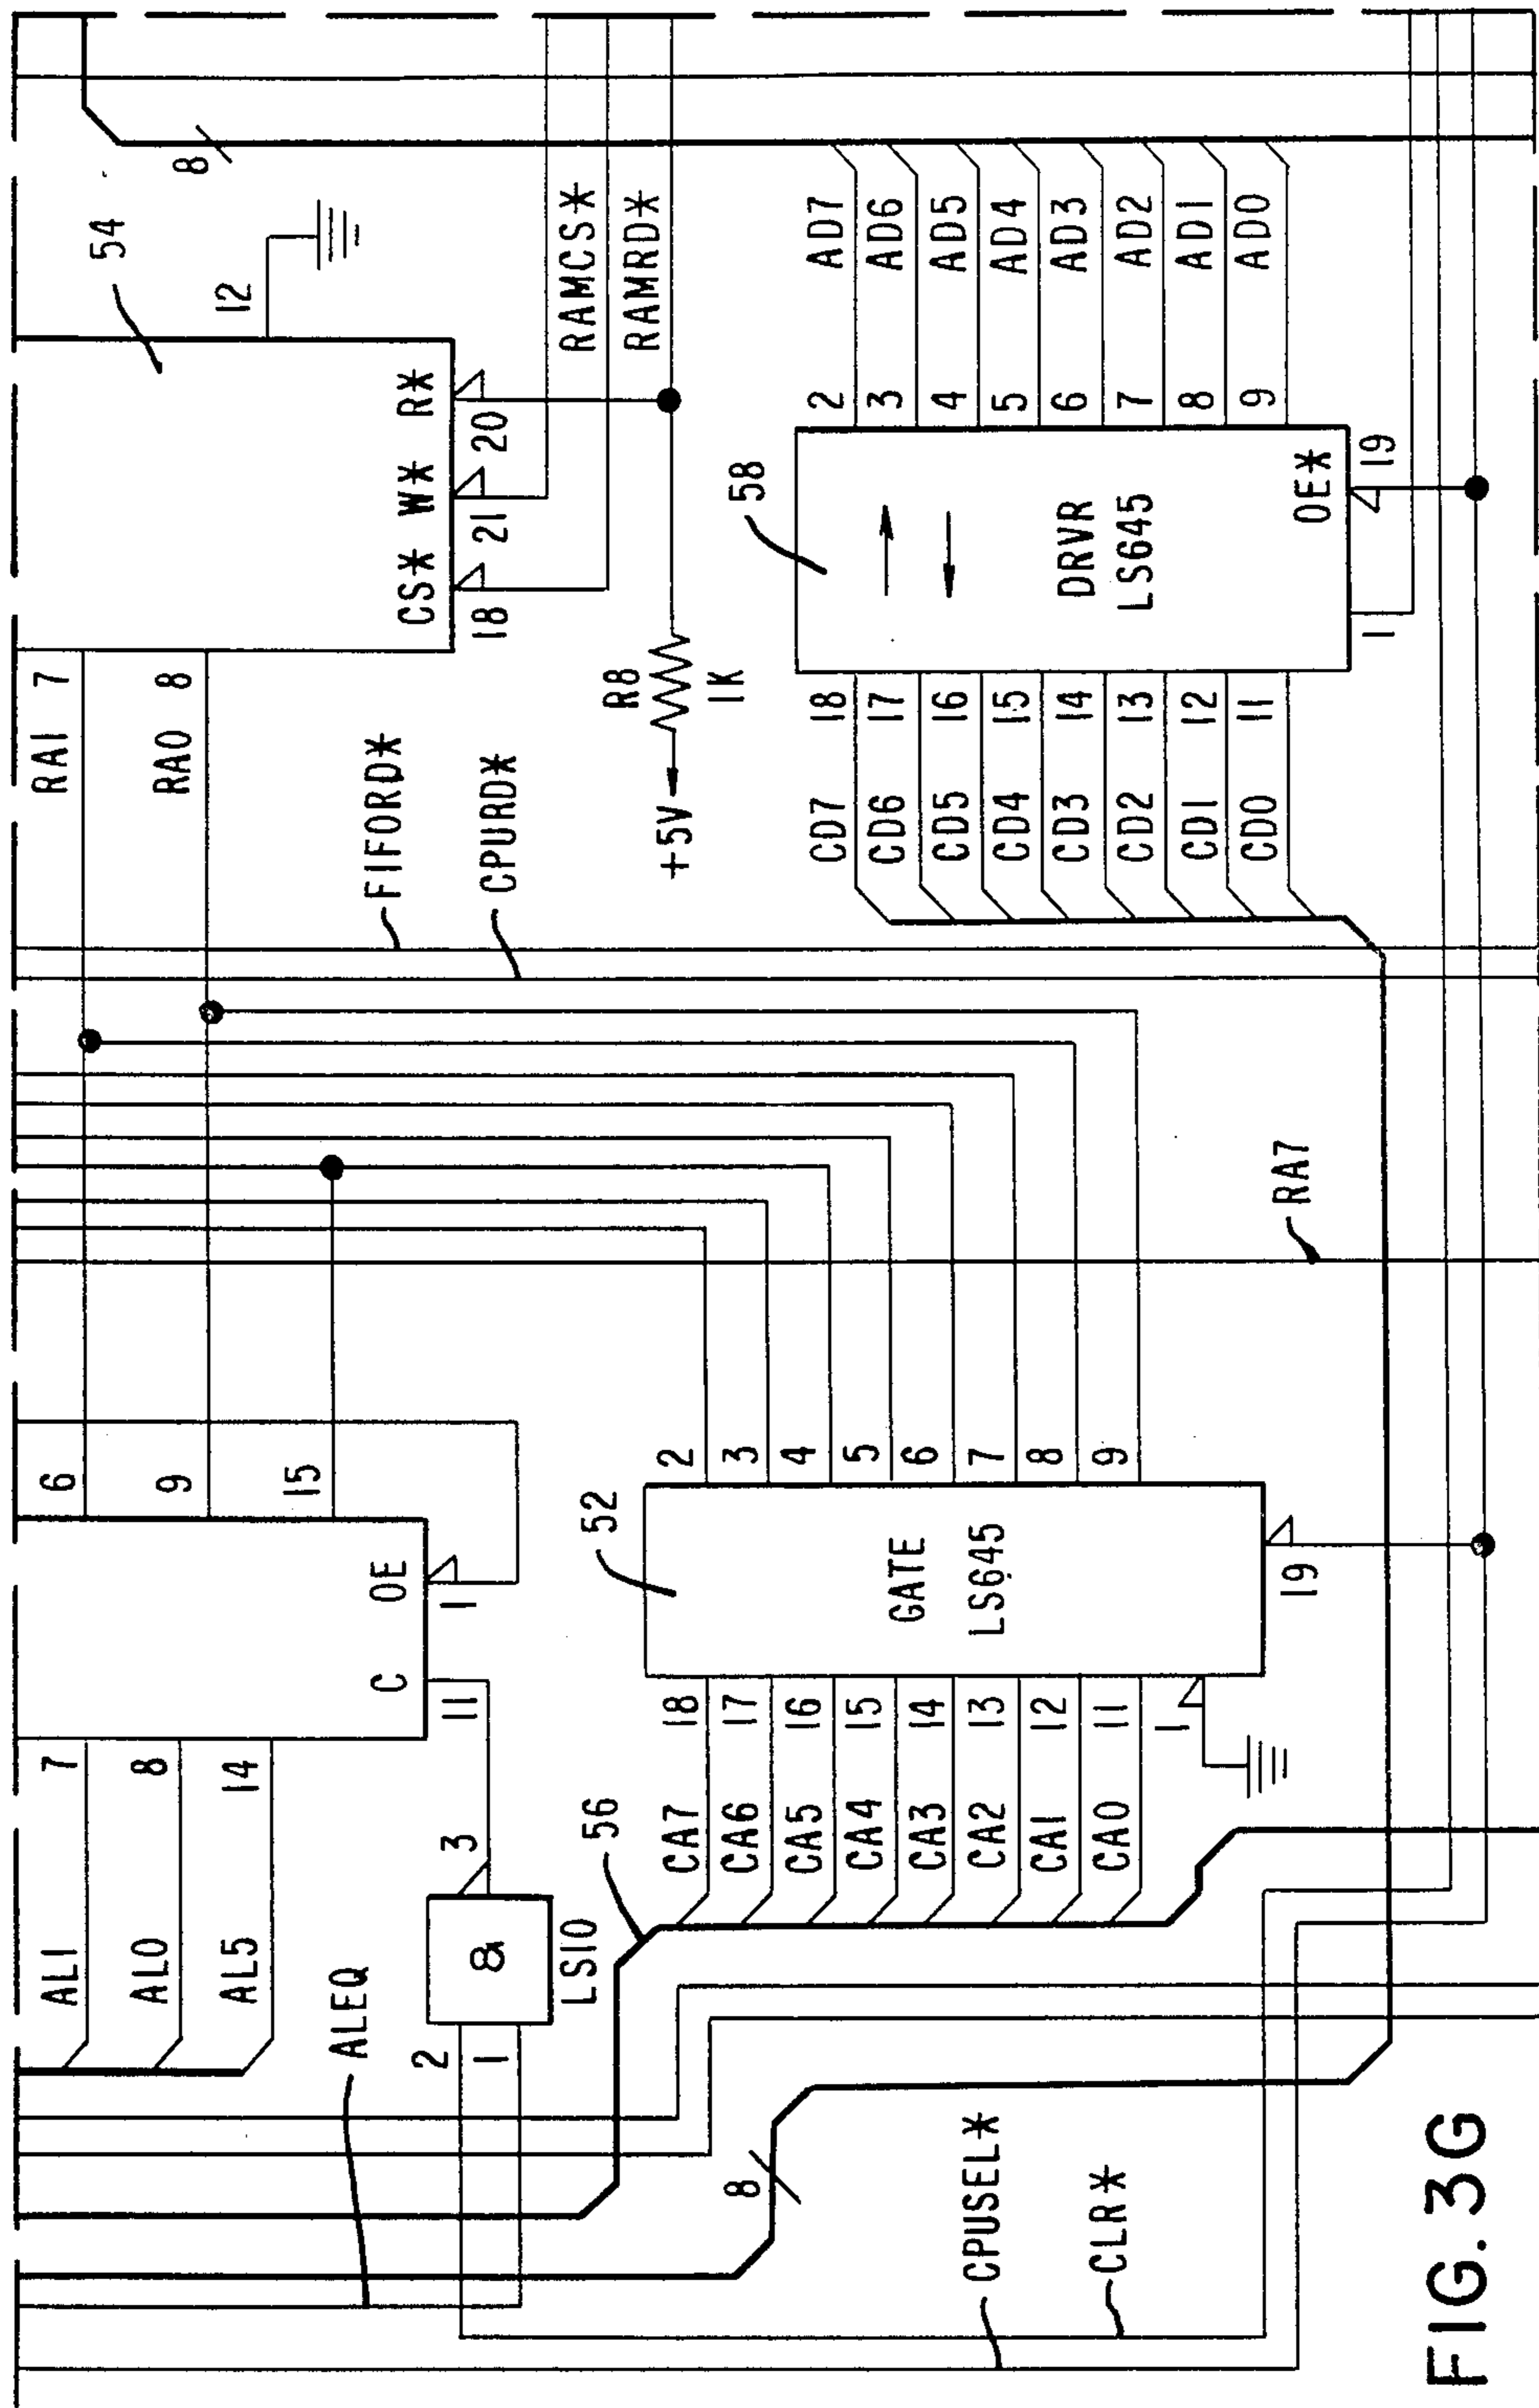 54
8
12
RAMCS*
RAMRD*
CS* W* R*
18 21 20
RA1 7
RA0 8
R8
1K
+5V
FIFORD*
CPURD*
58
DRVR
LS645
OE*
19
1
2 AD7
3 AD6
4 AD5
5 AD4
6 AD3
7 AD2
8 AD1
9 AD0
CD7 18
CD6 17
CD5 16
CD4 15
CD3 14
CD2 13
CD1 12
CD0 11
RA7
6
9
15
C OE
11 1
AL1 7
AL0 8
AL5 14
ALEQ
2
1
&
3
LS10
56
52
GATE
LS645
19
1
2
3
4
5
6
7
8
9
CA7 18
CA6 17
CA5 16
CA4 15
CA3 14
CA2 13
CA1 12
CA0 11
8
CPUSEL*
CLR*
FIG. 3G